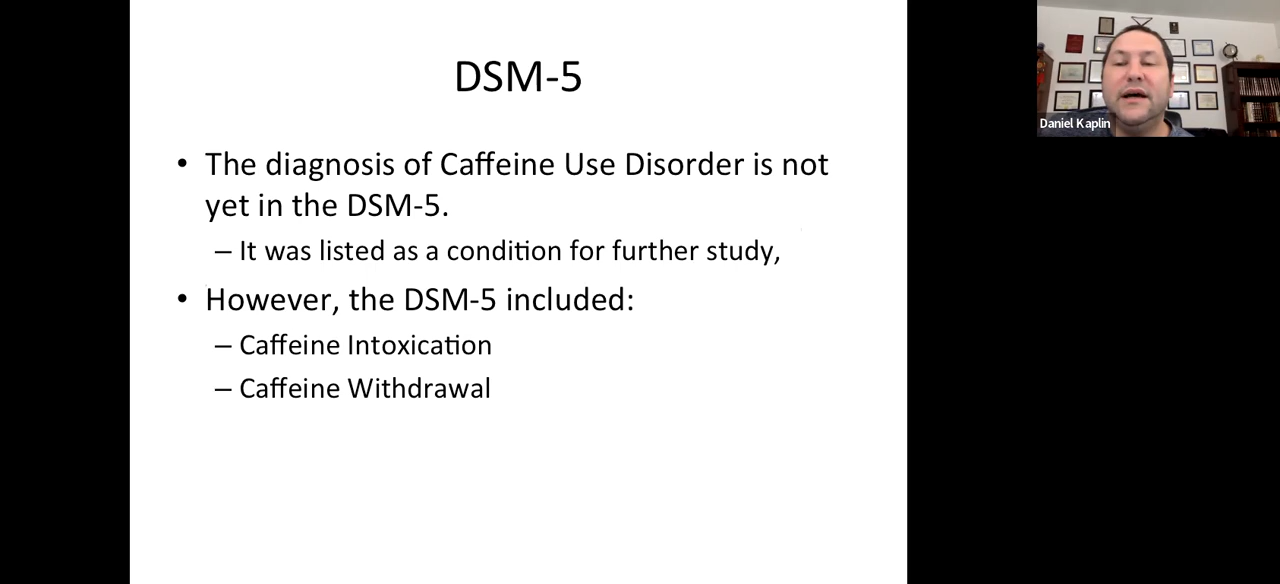 DSM-5
• The diagnosis of Caffeine Use Disorder is not
yet in the DSM-5.
– It was listed as a condition for further study,
• However, the DSM-5 included:
– Caffeine Intoxication
– Caffeine Withdrawal
Daniel Kaplin